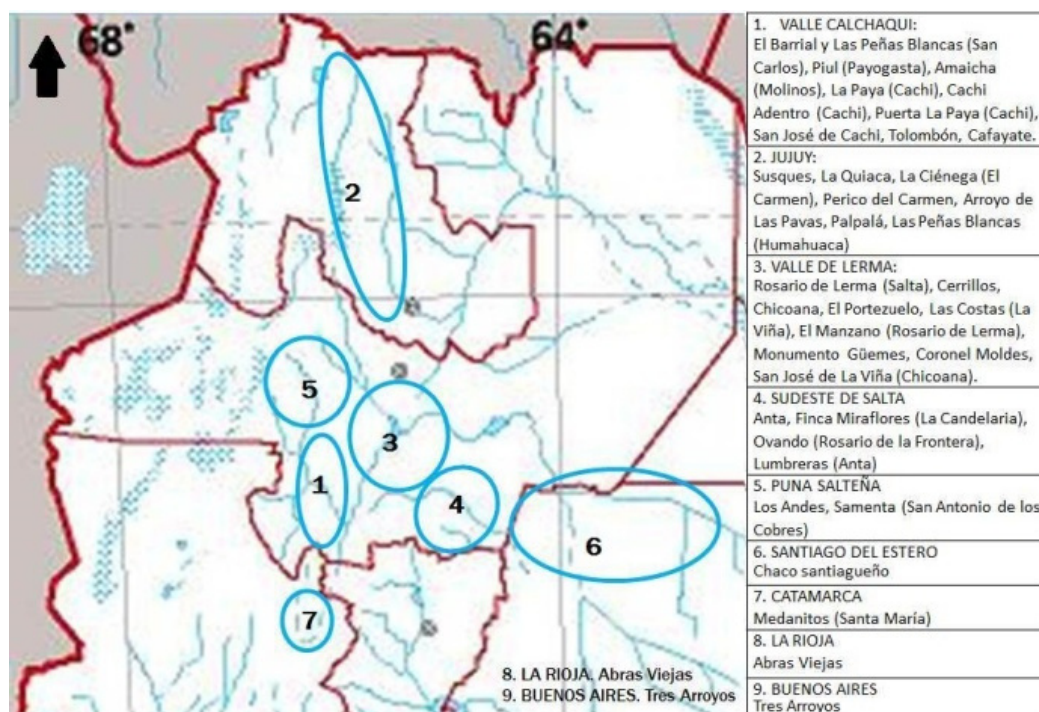 68°
64°
2
5
3
1
4
6
7
8. LA RIOJA. Abras Viejas
9. BUENOS AIRES. Tres Arroyos
1. VALLE CALCHAQUI:
El Barrial y Las Peñas Blancas (San
Carlos), Piul (Payogasta), Amaicha
(Molinos), La Paya (Cachi), Cachi
Adentro (Cachi), Puerta La Paya (Cachi),
San José de Cachi, Tolombón, Cafayate.
2. JUJUY:
Susques, La Quiaca, La Ciénega (El
Carmen), Perico del Carmen, Arroyo de
Las Pavas, Palpalá, Las Peñas Blancas
(Humahuaca)
3. VALLE DE LERMA:
Rosario de Lerma (Salta), Cerrillos,
Chicoana, El Portezuelo, Las Costas (La
Viña), El Manzano (Rosario de Lerma),
Monumento Güemes, Coronel Moldes,
San José de La Viña (Chicoana).
4. SUDESTE DE SALTA
Anta, Finca Miraflores (La Candelaria),
Ovando (Rosario de la Frontera),
Lumbreras (Anta)
5. PUNA SALTEÑA
Los Andes, Samenta (San Antonio de los
Cobres)
6. SANTIAGO DEL ESTERO
Chaco santiagueño
7. CATAMARCA
Medanitos (Santa María)
8. LA RIOJA
Abras Viejas
9. BUENOS AIRES
Tres Arroyos